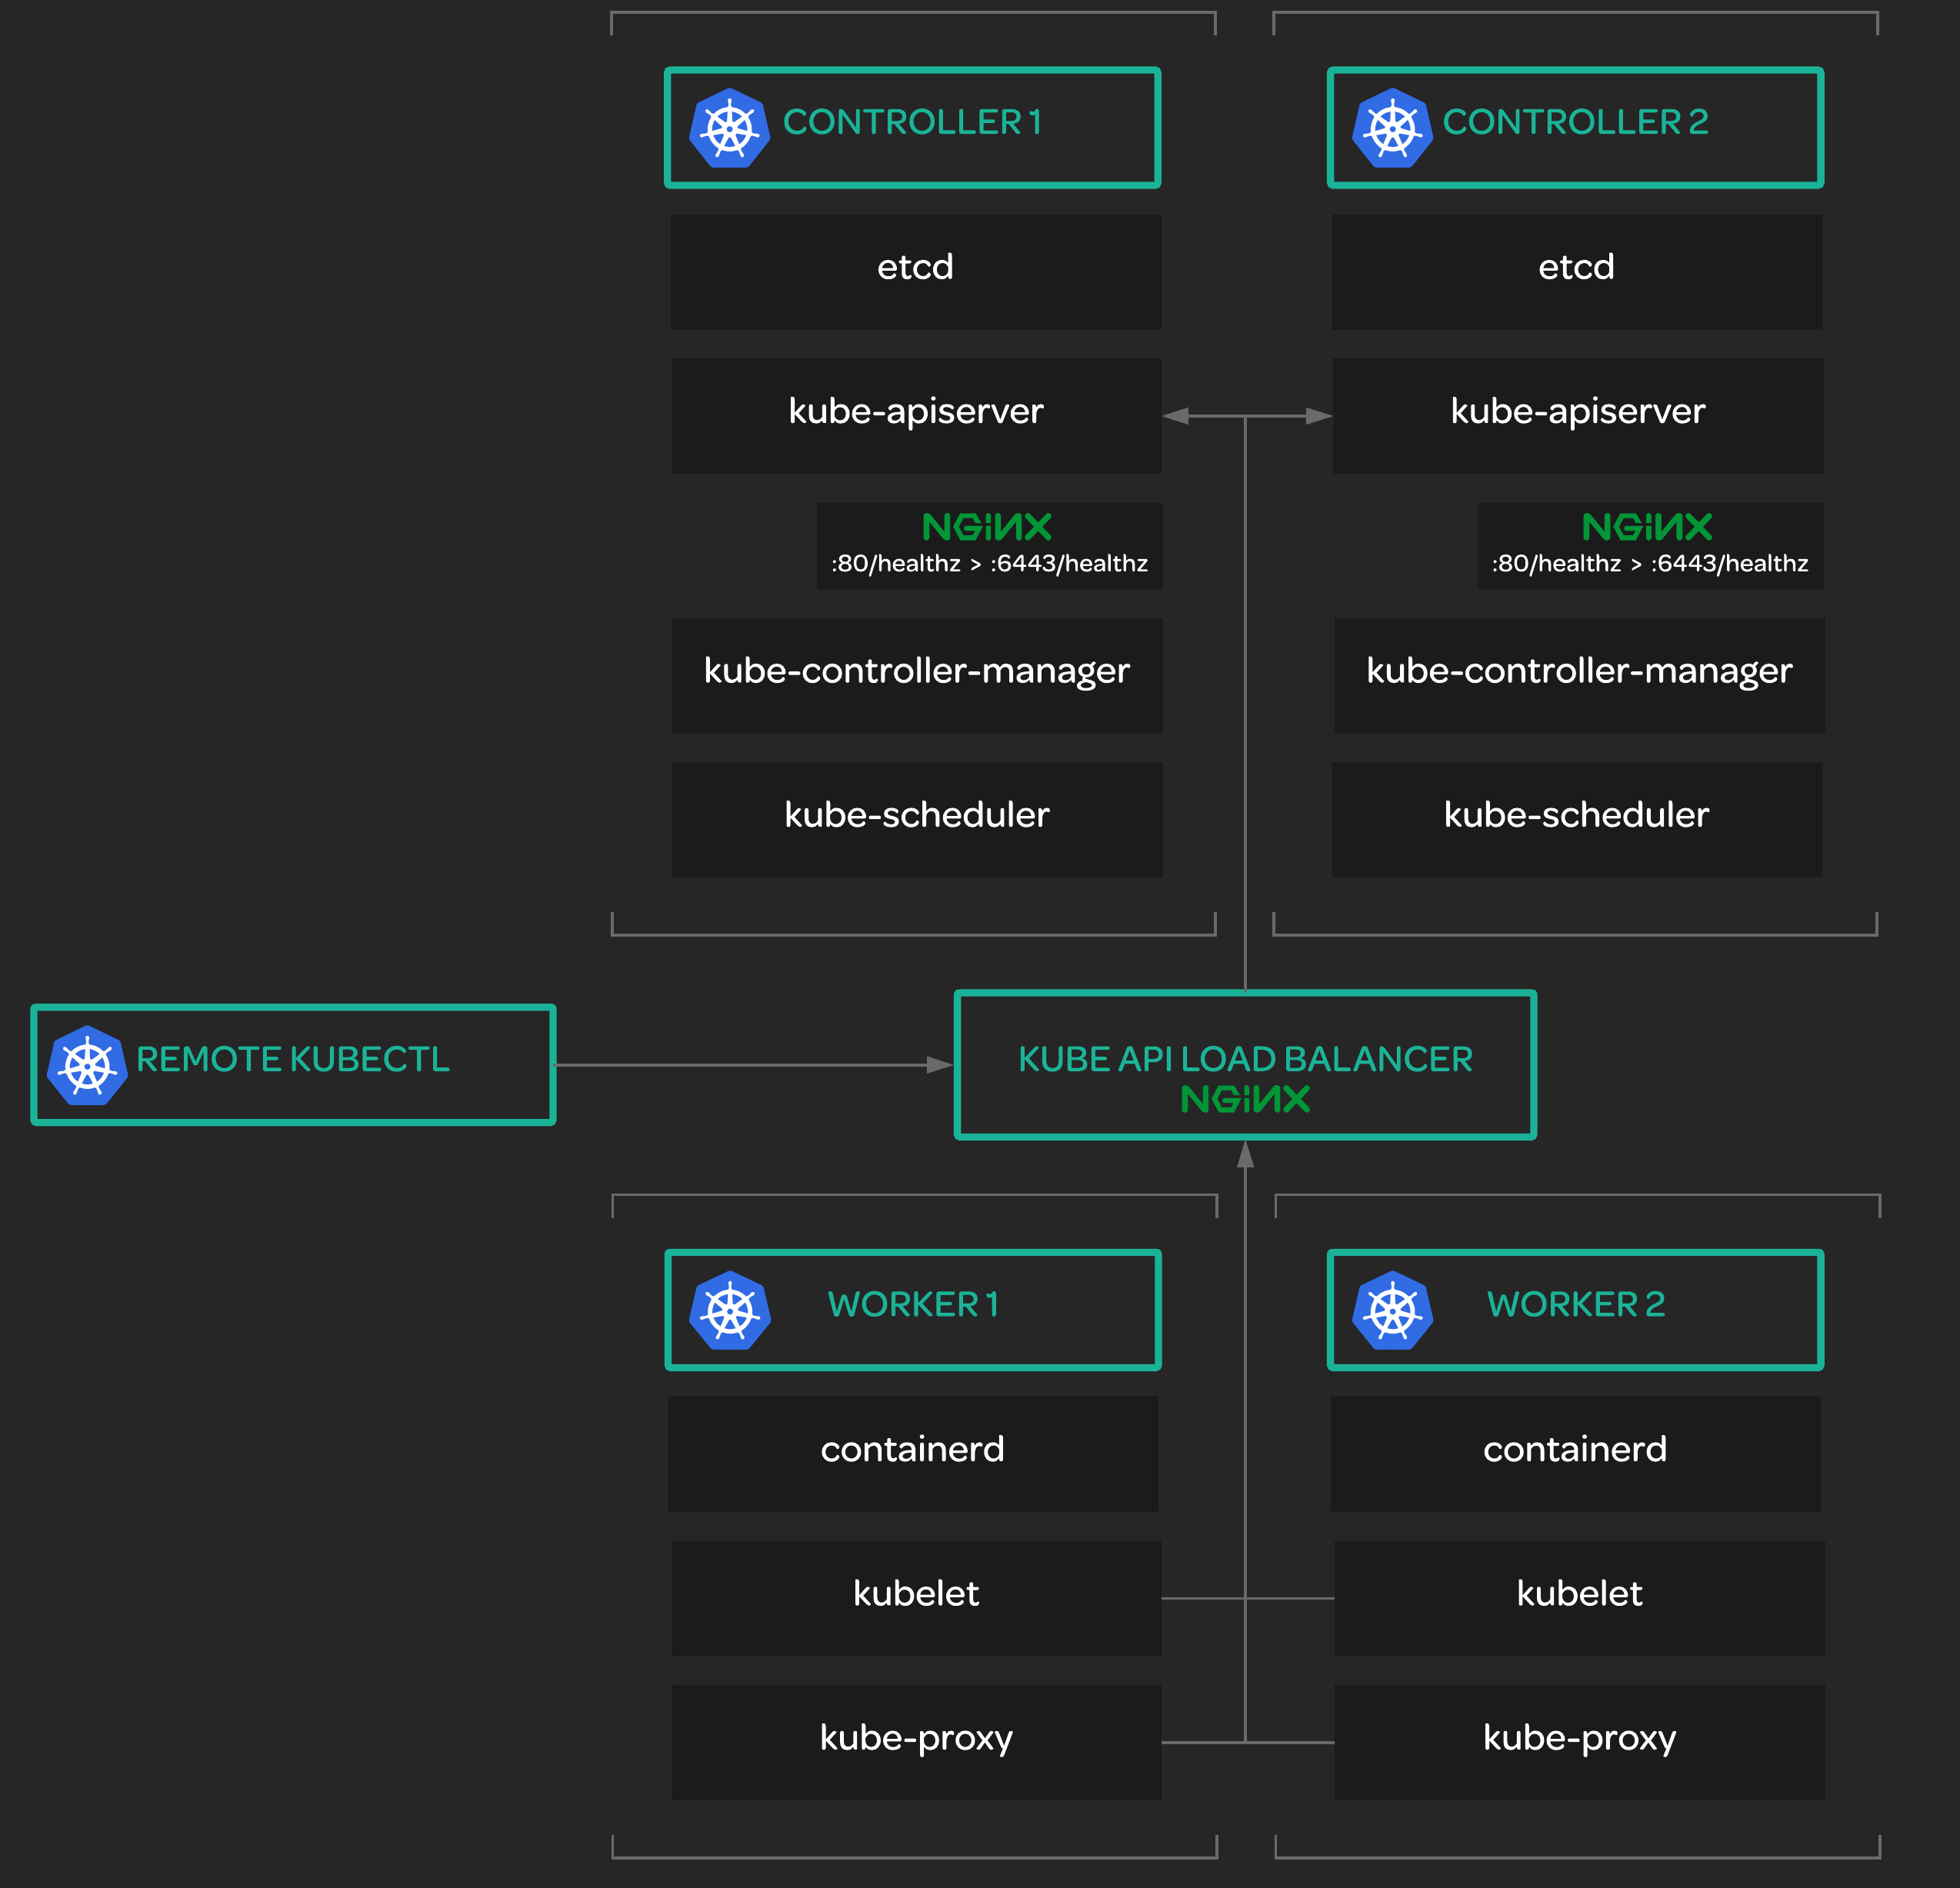 CONTROLLER 1
etcd
kube-apiserver
NGINX
:80/healthz > :6443/healthz
kube-controller-manager
kube-scheduler
CONTROLLER 2
etcd
kube-apiserver
NGINX
:80/healthz > :6443/healthz
kube-controller-manager
kube-scheduler
REMOTE KUBECTL
KUBE API LOAD BALANCER
NGINX
WORKER 1
containerd
kubelet
kube-proxy
WORKER 2
containerd
kubelet
kube-proxy